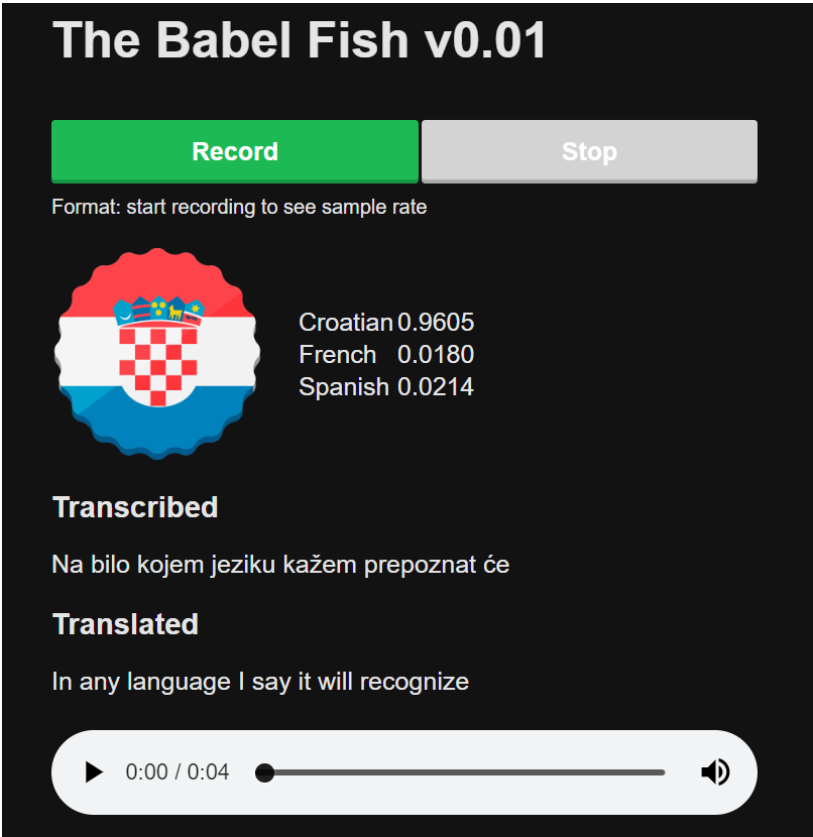 The Babel Fish v0.01
Record Stop
Format: start recording to see sample rate
Croatian 0.9605
French 0.0180
Spanish 0.0214
Transcribed
Na bilo kojem jeziku kažem prepoznat će
Translated
In any language I say it will recognize
0:00 / 0:04